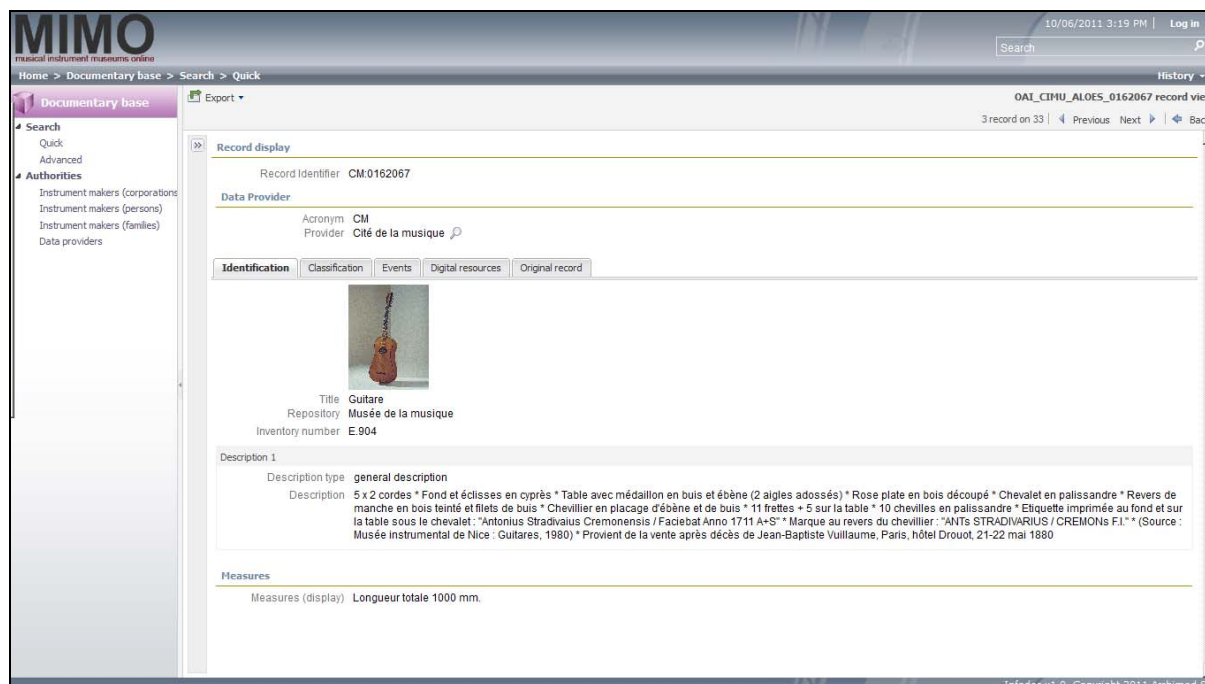 MIMO
musical instrument museums online
10/06/2011 3:19 PM | Log in
Search
Home > Documentary base > Search > Quick
History
Documentary base
Search
Quick
Advanced
Authorities
Instrument makers (corporations
Instrument makers (persons)
Instrument makers (families)
Data providers
Export
OAI_CIMU_ALOES_0162067 record vie
3 record on 33 | Previous Next | Bac
Record display
Record Identifier CM:0162067
Data Provider
Acronym CM
Provider Cité de la musique
Identification Classification Events Digital resources Original record
Title Guitare
Repository Musée de la musique
Inventory number E.904
Description 1
Description type general description
Description 5 x 2 cordes * Fond et éclisses en cyprès * Table avec médaillon en buis et ébène (2 aigles adossés) * Rose plate en bois découpé * Chevalet en palissandre * Revers de
manche en bois teinté et filets de buis * Chevillier en placage d'ébène et de buis * 11 frettes + 5 sur la table * 10 chevilles en palissandre * Etiquette imprimée au fond et sur
la table sous le chevalet : "Antonius Stradivaius Cremonensis / Faciebat Anno 1711 A+S" * Marque au revers du chevillier : "ANTs STRADIVARIUS / CREMONs F.I." * (Source :
Musée instrumental de Nice : Guitares, 1980) * Provient de la vente après décès de Jean-Baptiste Vuillaume, Paris, hôtel Drouot, 21-22 mai 1880
Measures
Measures (display) Longueur totale 1000 mm.